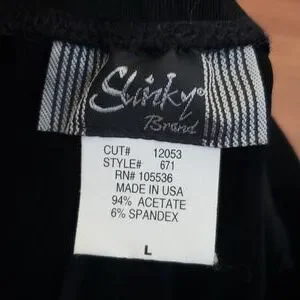 Slinky®
Brand
CUT# 12053
STYLE# 671
RN# 105536
MADE IN USA
94% ACETATE
6% SPANDEX
L